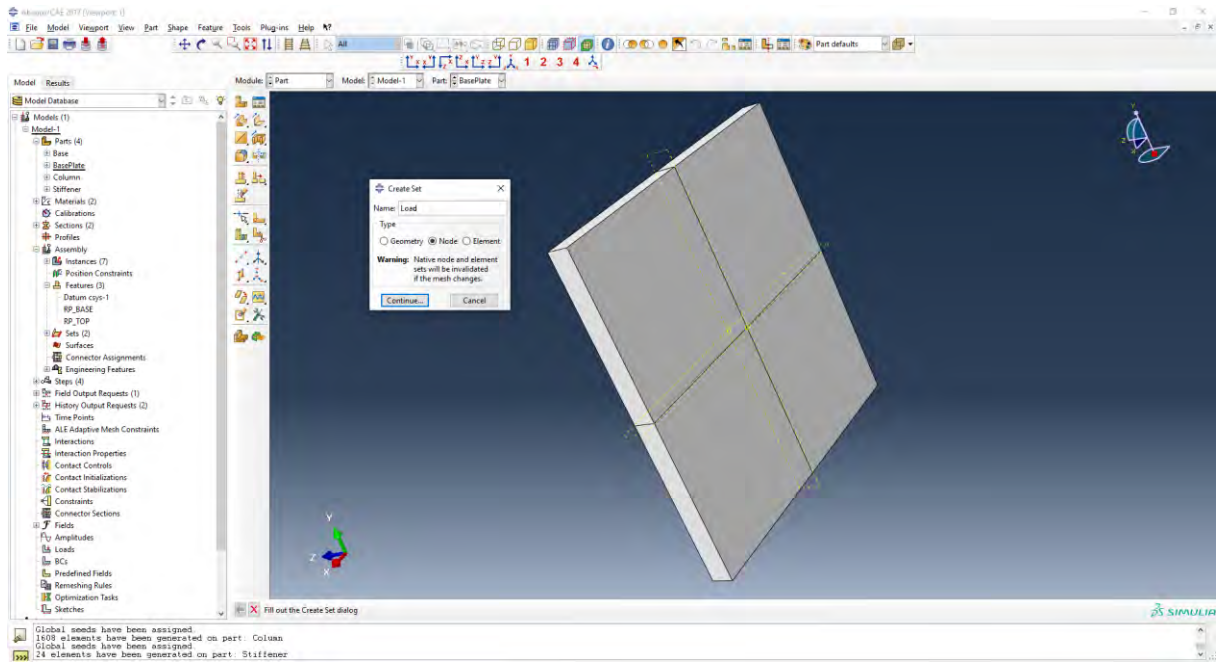 Abaqus/CAE 2017 [Viewport: 1]
File Model Viewport View Part Shape Feature Tools Plug-ins Help
All
Part defaults
1 2 3 4
Model Results
Module: Part Model: Model-1 Part: BasePlate
Model Database
Models (1)
Model-1
Parts (4)
Base
BasePlate
Column
Stiffener
Materials (2)
Calibrations
Sections (2)
Profiles
Assembly
Instances (7)
Position Constraints
Features (3)
Datum csys-1
RP_BASE
RP_TOP
Sets (2)
Surfaces
Connector Assignments
Engineering Features
Steps (4)
Field Output Requests (1)
History Output Requests (2)
Time Points
ALE Adaptive Mesh Constraints
Interactions
Interaction Properties
Contact Controls
Contact Initializations
Contact Stabilizations
Constraints
Connector Sections
Fields
Amplitudes
Loads
BCs
Predefined Fields
Remeshing Rules
Optimization Tasks
Sketches
Create Set
Name: Load
Type
Geometry Node Element
Warning: Native node and element
sets will be invalidated
if the mesh changes.
Continue... Cancel
Y
Z
X
Y
Z
X
Fill out the Create Set dialog
SIMULIA
Global seeds have been assigned.
1608 elements have been generated on part: Column
Global seeds have been assigned.
24 elements have been generated on part: Stiffener